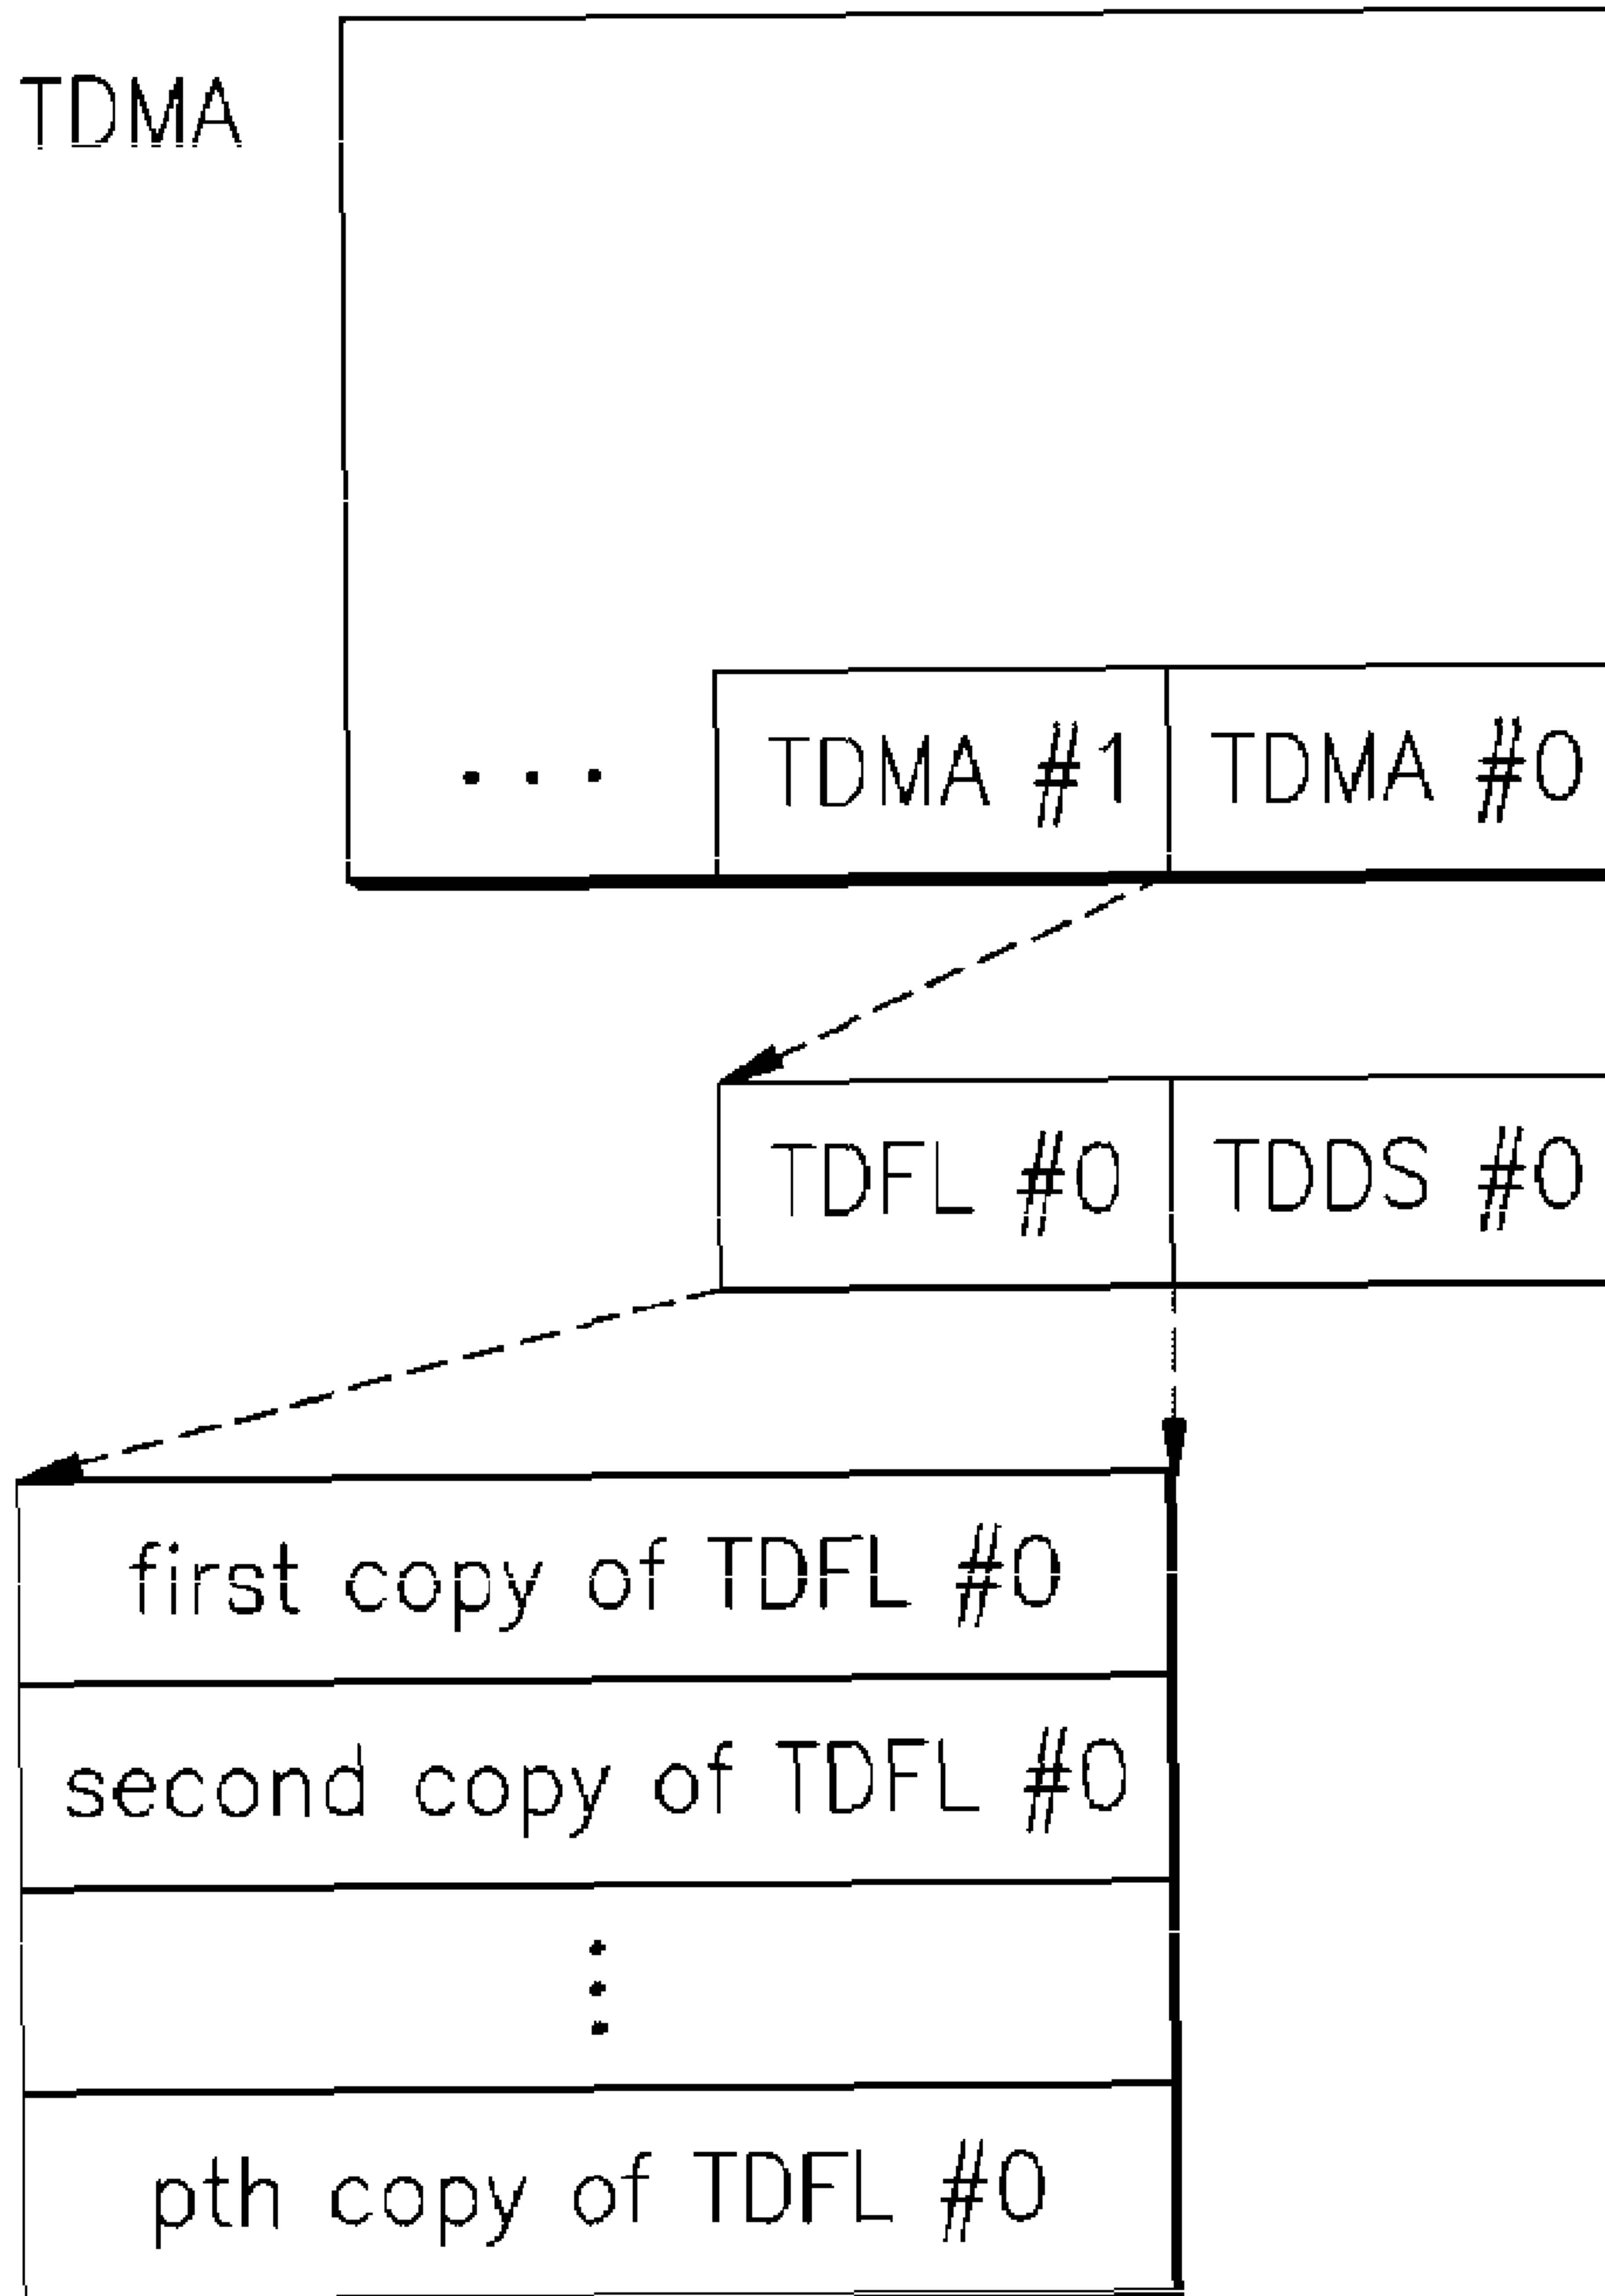 TDMA
... TDMA #1 TDMA #0
TDFL #0 TDDS #0
first copy of TDFL #0
second copy of TDFL #0
⋮
pth copy of TDFL #0